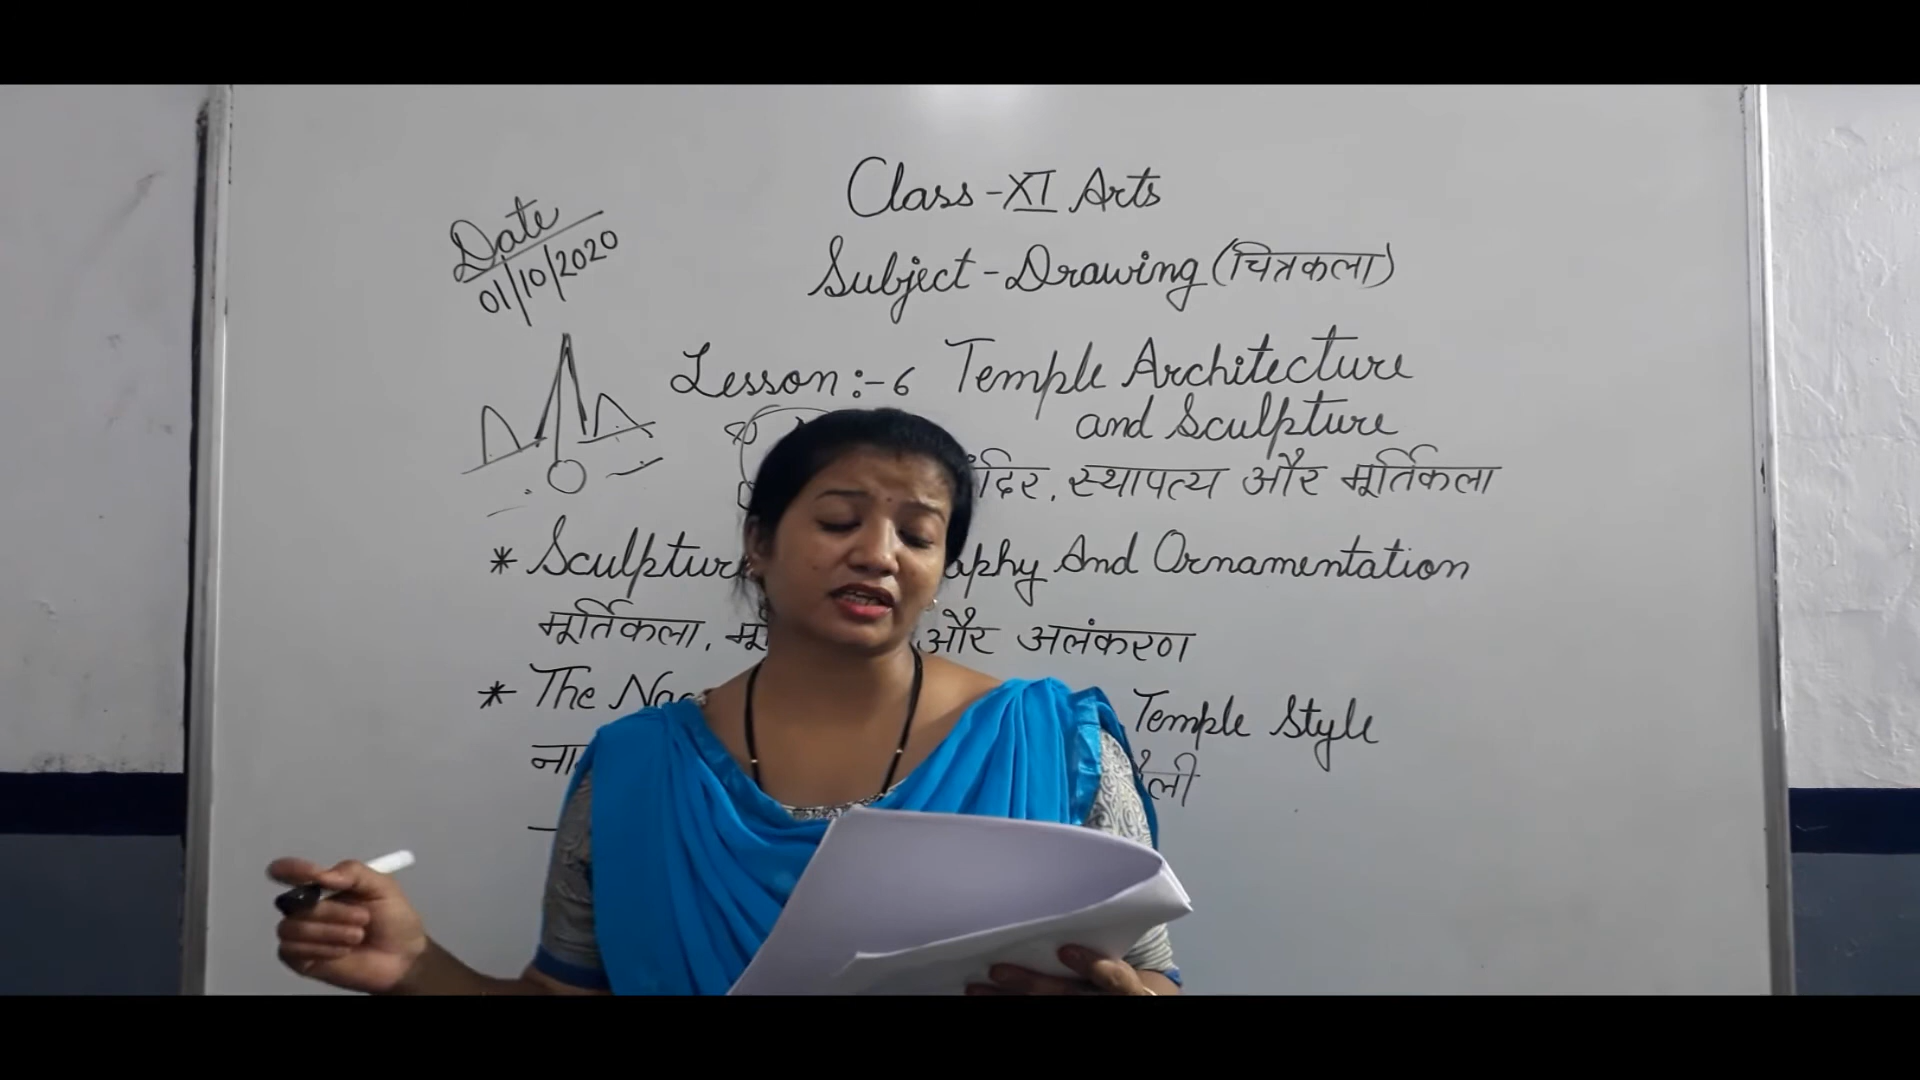 Class-XI Arts
Date
01/10/2020
Subject-Drawing (चित्रकला)
Lesson:-6 Temple Architecture
and Sculpture
स्थापत्य और मूर्तिकला
* Sculpture And Ornamentation
मूर्तिकला, और अलंकरण
* The Temple Style